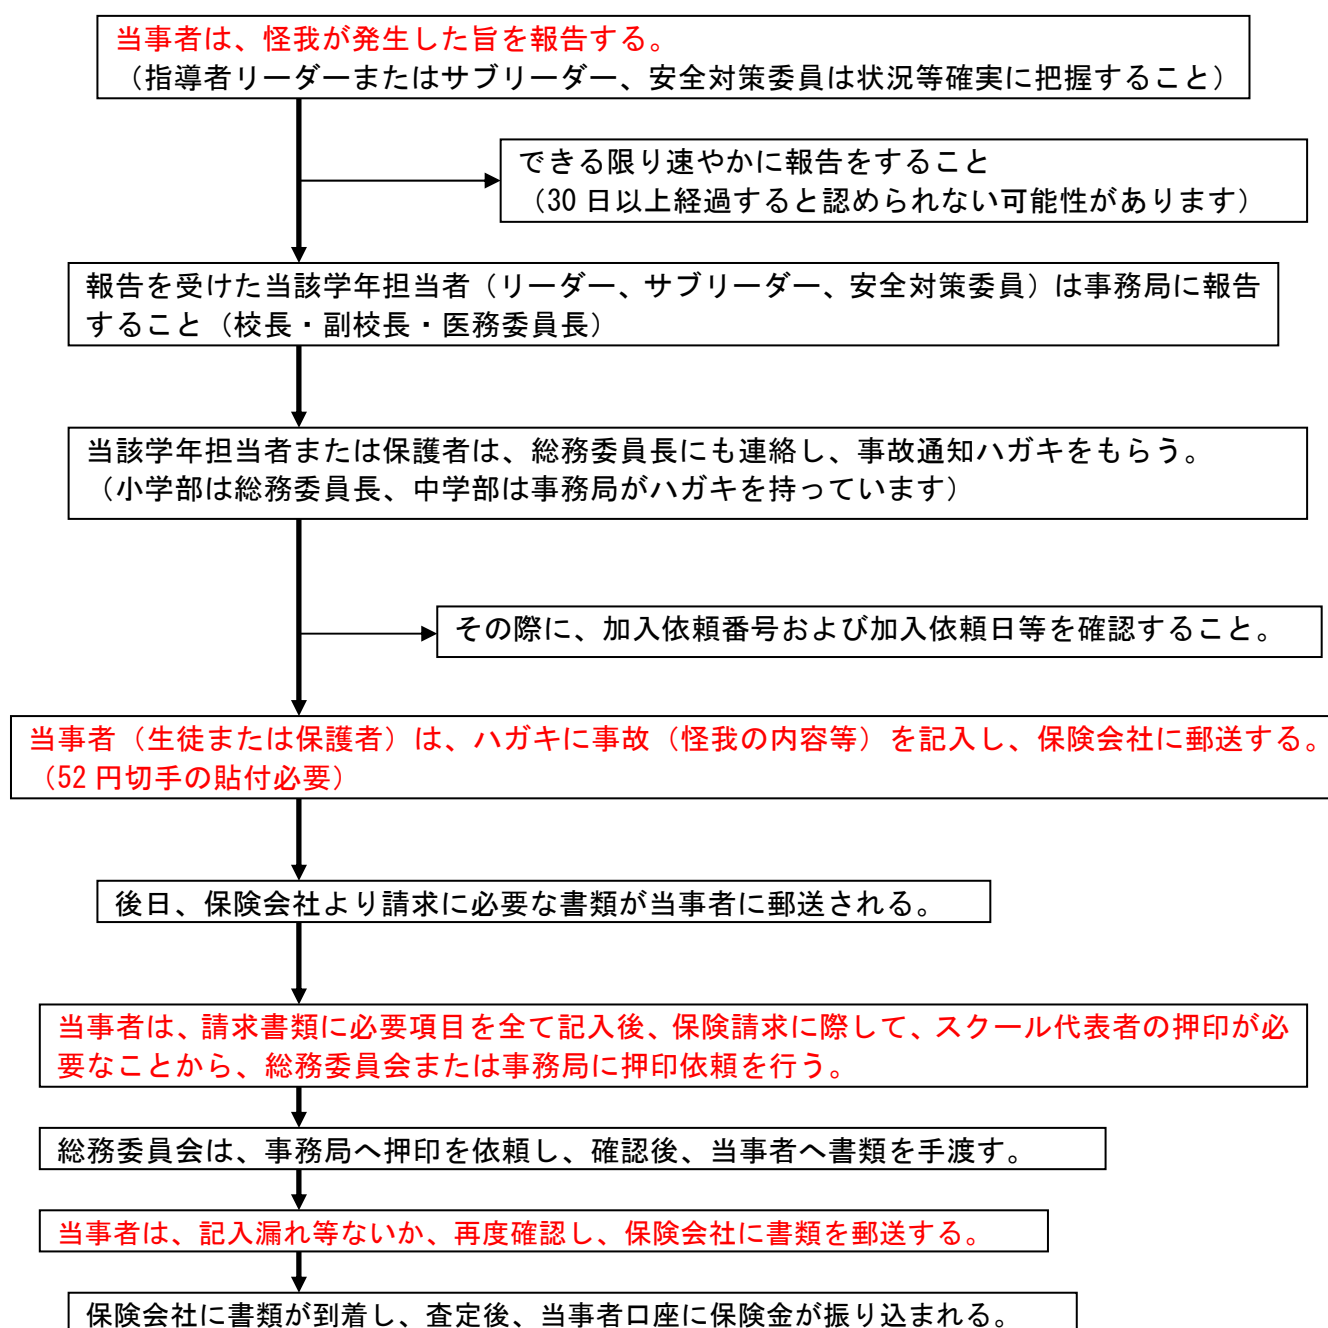 当事者は、怪我が発生した旨を報告する。
（指導者リーダーまたはサブリーダー、安全対策委員は状況等確実に把握すること）
できる限り速やかに報告をすること
（30 日以上経過すると認められない可能性があります）
報告を受けた当該学年担当者（リーダー、サブリーダー、安全対策委員）は事務局に報告
すること（校長・副校長・医務委員長）
当該学年担当者または保護者は、総務委員長にも連絡し、事故通知ハガキをもらう。
（小学部は総務委員長、中学部は事務局がハガキを持っています）
その際に、加入依頼番号および加入依頼日等を確認すること。
当事者（生徒または保護者）は、ハガキに事故（怪我の内容等）を記入し、保険会社に郵送する。
（52 円切手の貼付必要）
後日、保険会社より請求に必要な書類が当事者に郵送される。
当事者は、請求書類に必要項目を全て記入後、保険請求に際して、スクール代表者の押印が必
要なことから、総務委員会または事務局に押印依頼を行う。
総務委員会は、事務局へ押印を依頼し、確認後、当事者へ書類を手渡す。
当事者は、記入漏れ等ないか、再度確認し、保険会社に書類を郵送する。
保険会社に書類が到着し、査定後、当事者口座に保険金が振り込まれる。